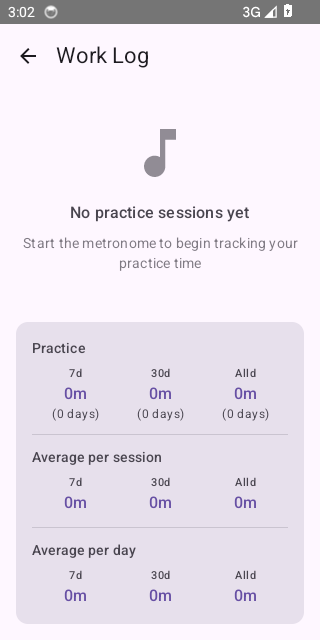 3:02
3G
Work Log
No practice sessions yet
Start the metronome to begin tracking your
practice time
Practice
7d 30d Alld
0m 0m 0m
(0 days) (0 days) (0 days)
Average per session
7d 30d Alld
0m 0m 0m
Average per day
7d 30d Alld
0m 0m 0m